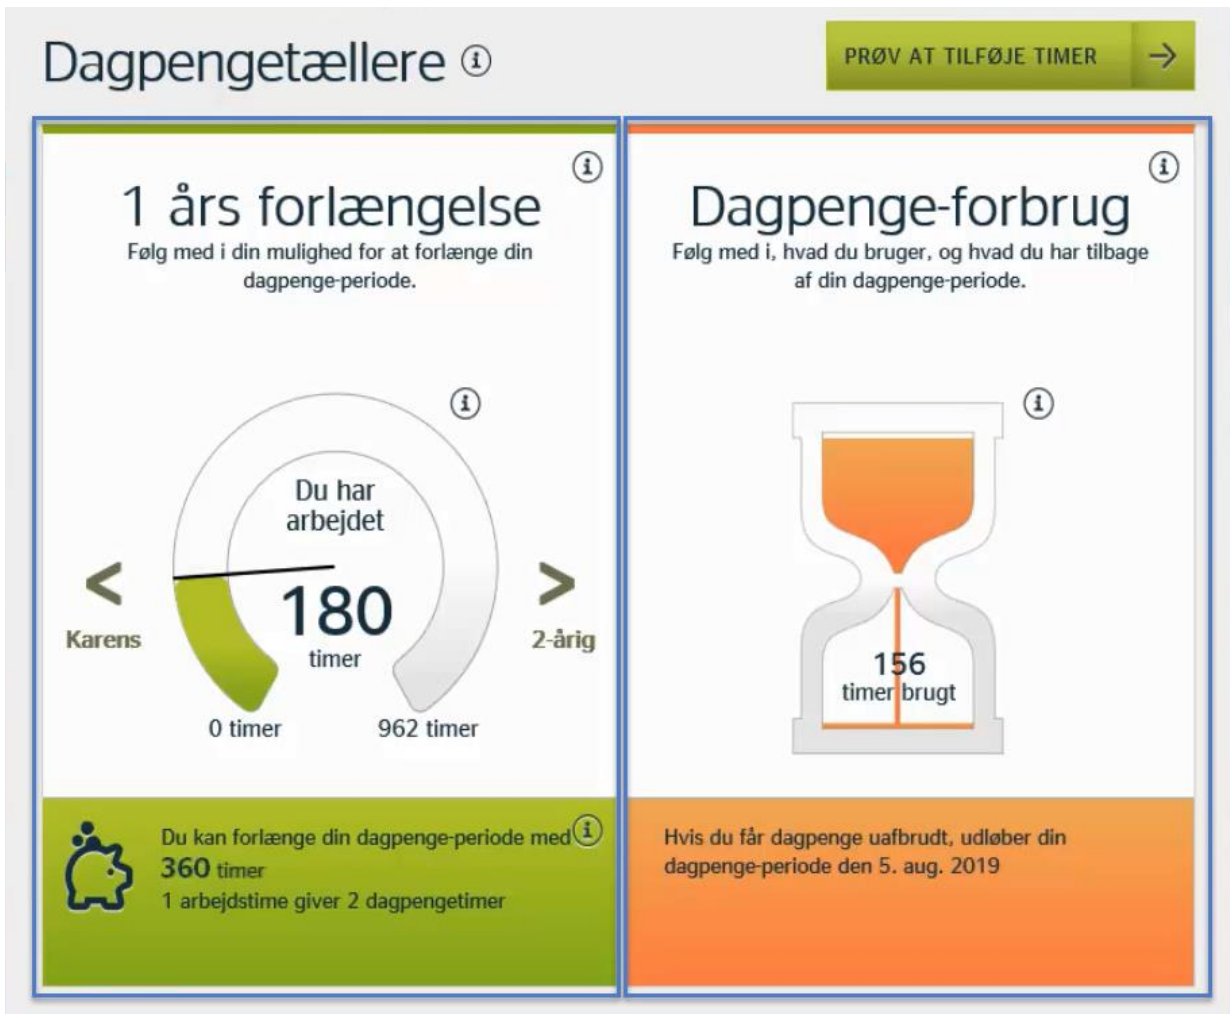 Dagpengetællere
PRØV AT TILFØJE TIMER
1 års forlængelse
Følg med i din mulighed for at forlænge din
dagpenge-periode.
Du har
arbejdet
180
timer
<
Karens
>
2-årig
0 timer
962 timer
Du kan forlænge din dagpenge-periode med
360 timer
1 arbejdstime giver 2 dagpengetimer
Dagpenge-forbrug
Følg med i, hvad du bruger, og hvad du har tilbage
af din dagpenge-periode.
156
timer brugt
Hvis du får dagpenge uafbrudt, udløber din
dagpenge-periode den 5. aug. 2019